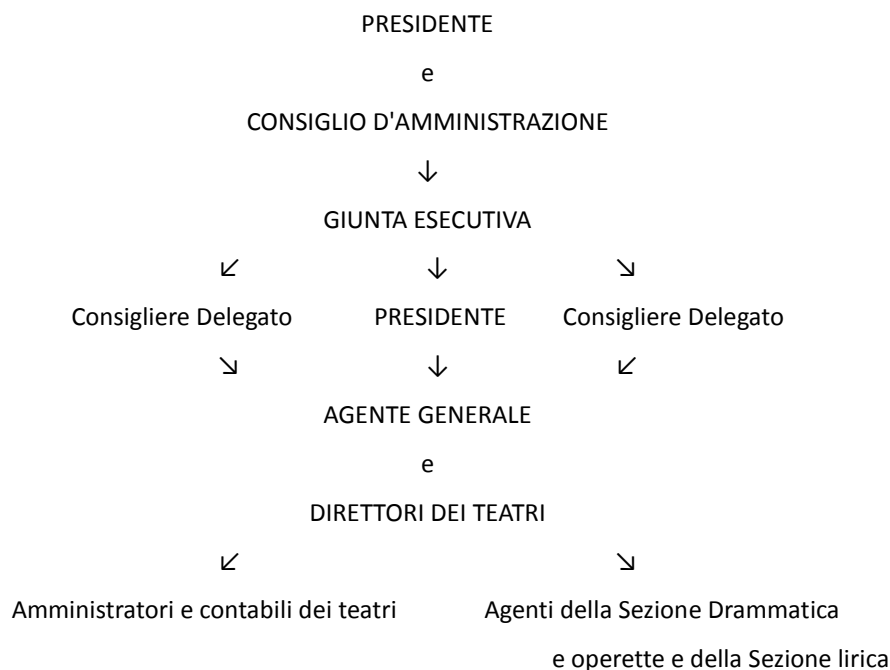 PRESIDENTE
e
CONSIGLIO D'AMMINISTRAZIONE
↓
GIUNTA ESECUTIVA
↙ ↓ ↘
Consigliere Delegato PRESIDENTE Consigliere Delegato
↘ ↓ ↙
AGENTE GENERALE
e
DIRETTORI DEI TEATRI
↙ ↘
Amministratori e contabili dei teatri Agenti della Sezione Drammatica
e operette e della Sezione lirica